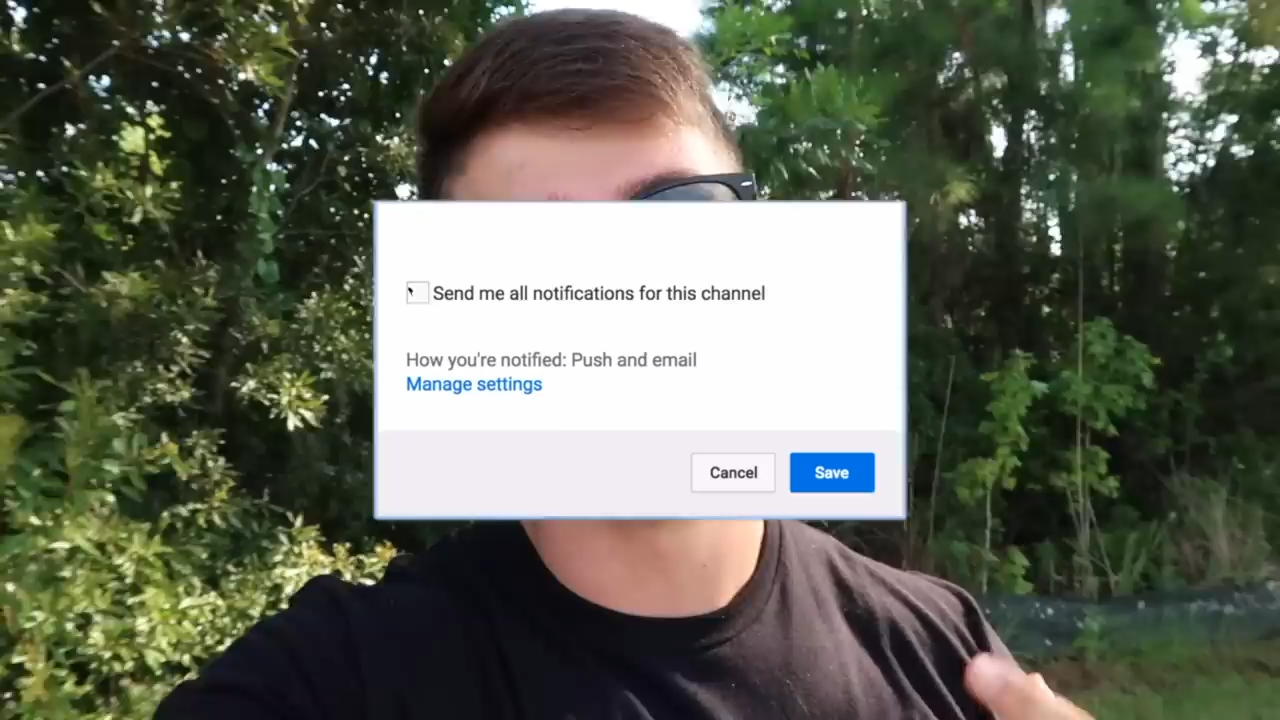 Send me all notifications for this channel
How you're notified: Push and email
Manage settings
Cancel
Save